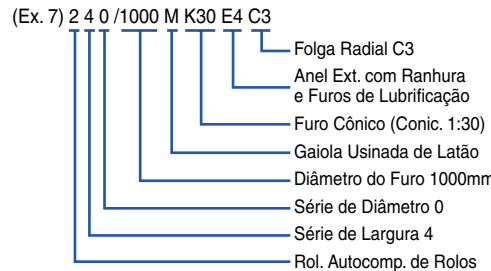 (Ex. 7) 2 4 0 /1000 M K30 E4 C3
Folga Radial C3
Anel Ext. com Ranhura
e Furos de Lubrificação
Furo Cônico (Conic. 1:30)
Gaiola Usinada de Latão
Diâmetro do Furo 1000mm
Série de Diâmetro 0
Série de Largura 4
Rol. Autocomp. de Rolos